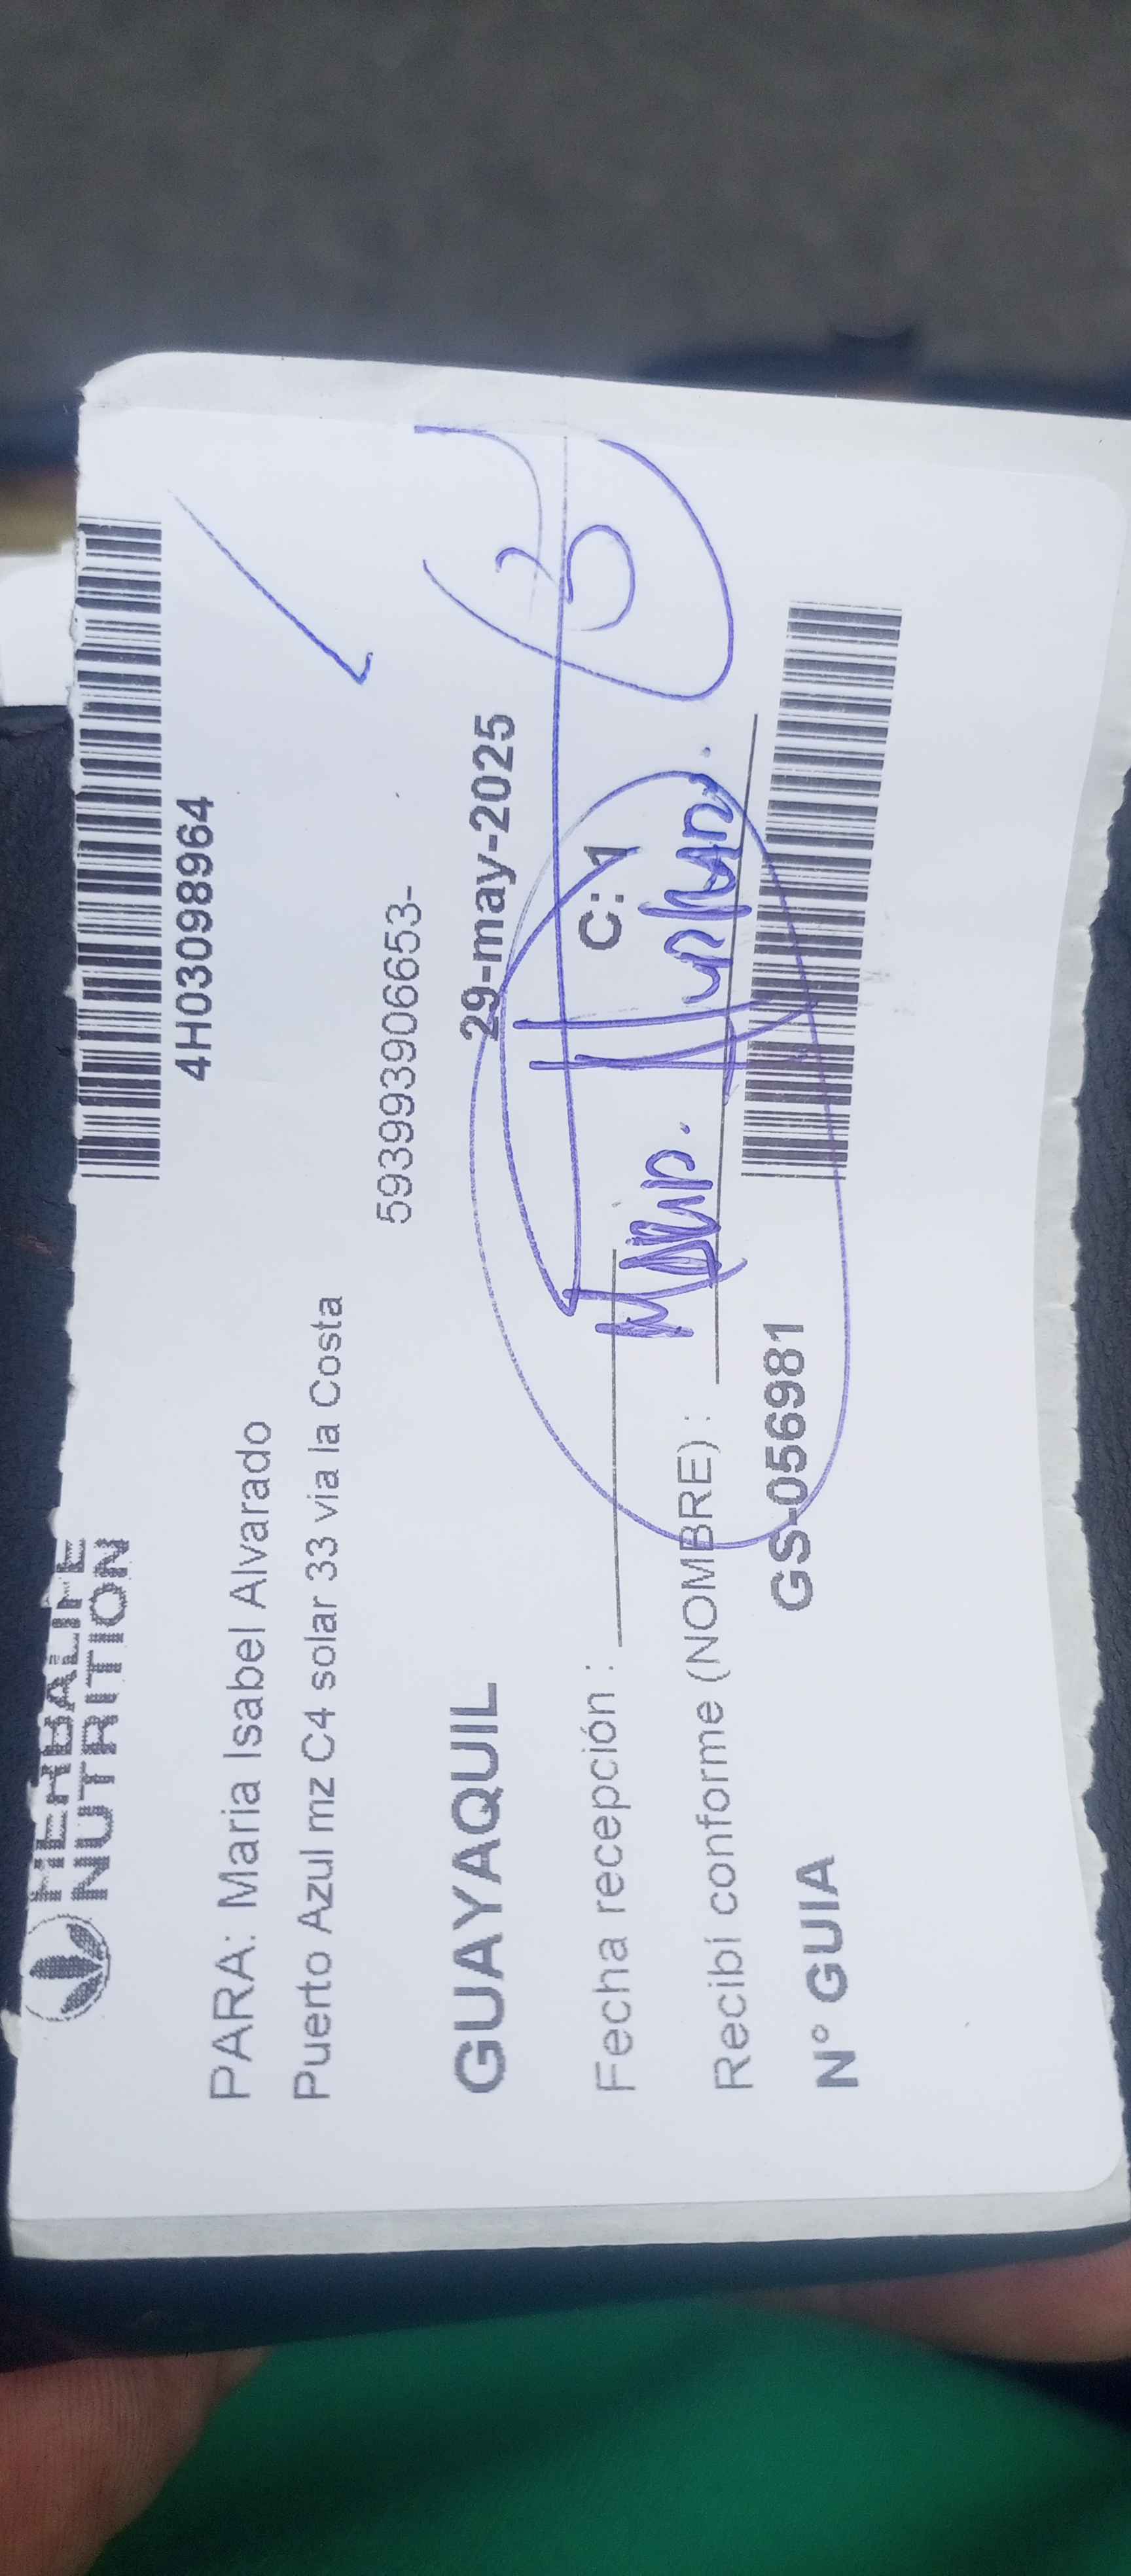 HERBALIFE
NUTRITION
4H03098964
PARA: Maria Isabel Alvarado
Puerto Azul mz C4 solar 33 via la Costa
593993906653-
GUAYAQUIL 29-may-2025
Fecha recepción : C: 1
Recibí conforme (NOMBRE) :
N° GUIA GS-056981